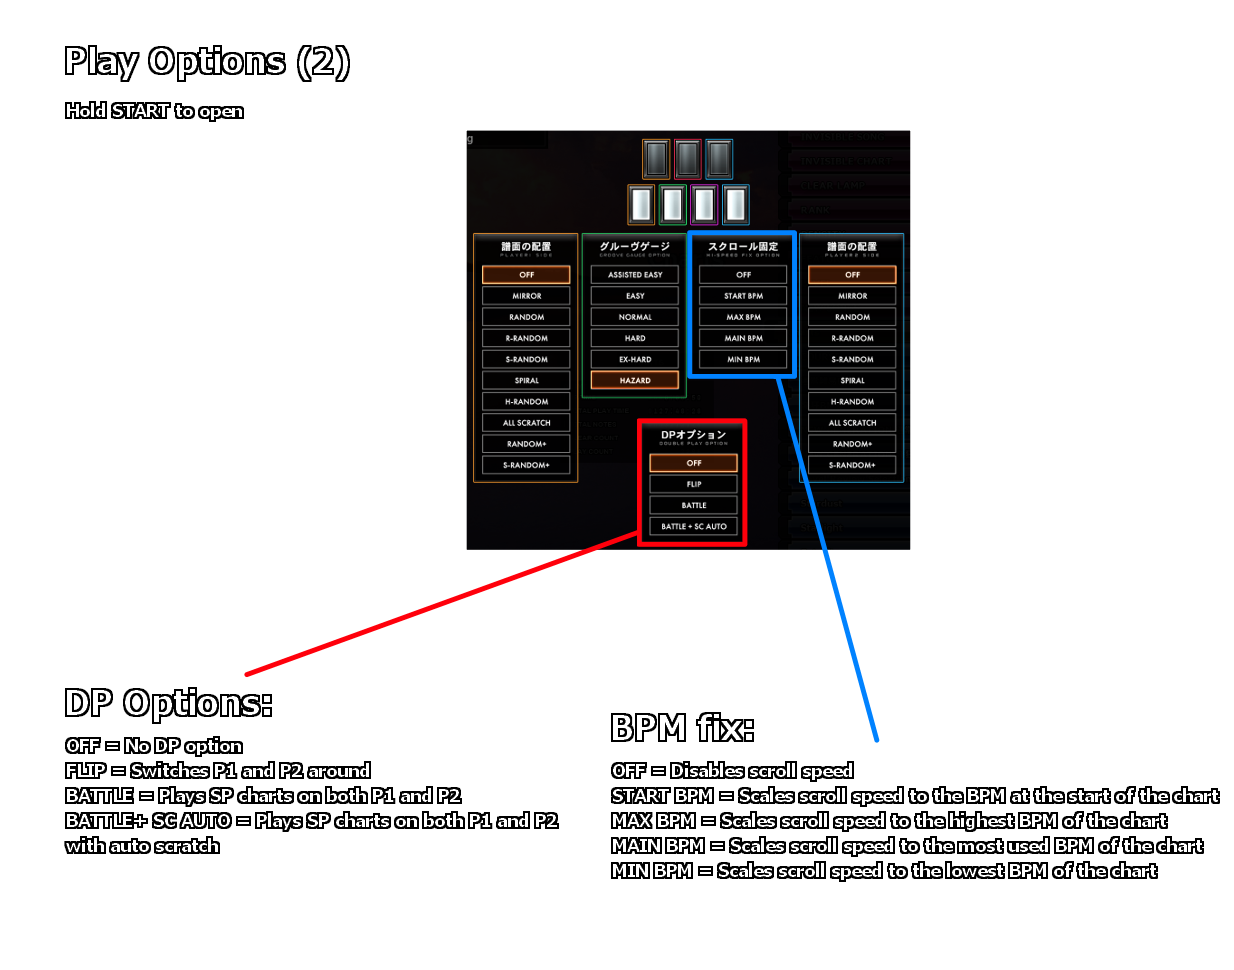 Play Options (2)
Hold START to open
g
譜面の配置
PLAYER1 SIDE
OFF
MIRROR
RANDOM
R-RANDOM
S-RANDOM
SPIRAL
H-RANDOM
ALL SCRATCH
RANDOM+
S-RANDOM+
グルーヴゲージ
GROOVE GAUGE OPTION
ASSISTED EASY
EASY
NORMAL
HARD
EX-HARD
HAZARD
スクロール固定
HI-SPEED FIX OPTION
OFF
START BPM
MAX BPM
MAIN BPM
MIN BPM
譜面の配置
PLAYER2 SIDE
OFF
MIRROR
RANDOM
R-RANDOM
S-RANDOM
SPIRAL
H-RANDOM
ALL SCRATCH
RANDOM+
S-RANDOM+
DPオプション
DOUBLE PLAY OPTION
OFF
FLIP
BATTLE
BATTLE + SC AUTO
DP Options:
OFF = No DP option
FLIP = Switches P1 and P2 around
BATTLE = Plays SP charts on both P1 and P2
BATTLE+ SC AUTO = Plays SP charts on both P1 and P2
with auto scratch
BPM fix:
OFF = Disables scroll speed
START BPM = Scales scroll speed to the BPM at the start of the chart
MAX BPM = Scales scroll speed to the highest BPM of the chart
MAIN BPM = Scales scroll speed to the most used BPM of the chart
MIN BPM = Scales scroll speed to the lowest BPM of the chart